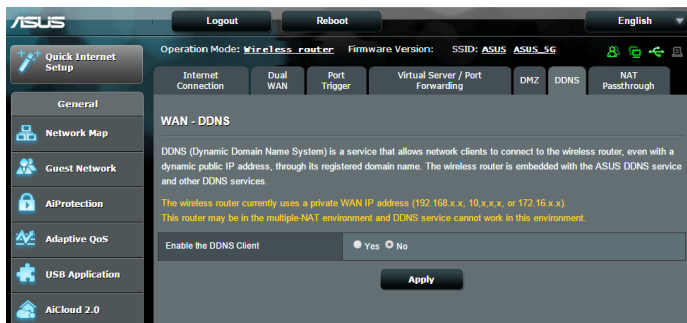 ASUS
Logout
Reboot
English
Quick Internet
Setup
General
Network Map
Guest Network
AiProtection
Adaptive QoS
USB Application
AiCloud 2.0
Operation Mode: Wireless router Firmware Version: SSID: ASUS ASUS_5G
Internet
Connection
Dual
WAN
Port
Trigger
Virtual Server / Port
Forwarding
DMZ
DDNS
NAT
Passthrough
WAN - DDNS
DDNS (Dynamic Domain Name System) is a service that allows network clients to connect to the wireless router, even with a
dynamic public IP address, through its registered domain name. The wireless router is embedded with the ASUS DDNS service
and other DDNS services.
The wireless router currently uses a private WAN IP address (192.168.x.x, 10,x,x,x, or 172.16.x.x).
This router may be in the multiple-NAT environment and DDNS service cannot work in this environment.
Enable the DDNS Client
Yes No
Apply